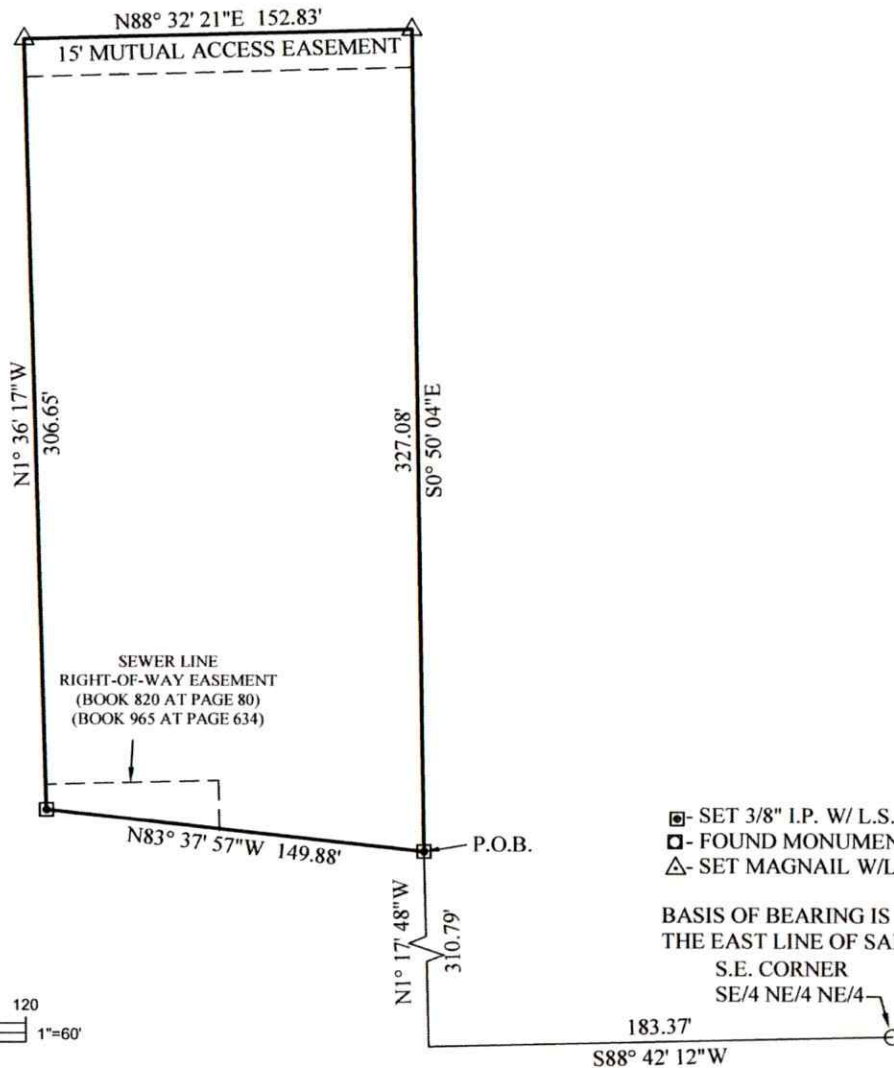 N88° 32' 21"E 152.83'
15' MUTUAL ACCESS EASEMENT
N1° 36' 17"W
306.65'
327.08'
S0° 50' 04"E
SEWER LINE
RIGHT-OF-WAY EASEMENT
(BOOK 820 AT PAGE 80)
(BOOK 965 AT PAGE 634)
N83° 37' 57"W 149.88'
P.O.B.
N1° 17' 48"W
310.79'
- SET 3/8" I.P. W/ L.S.
- FOUND MONUMEN
- SET MAGNAIL W/L
BASIS OF BEARING IS
THE EAST LINE OF SA
S.E. CORNER
SE/4 NE/4 NE/4
183.37'
S88° 42' 12"W
120
1"=60'